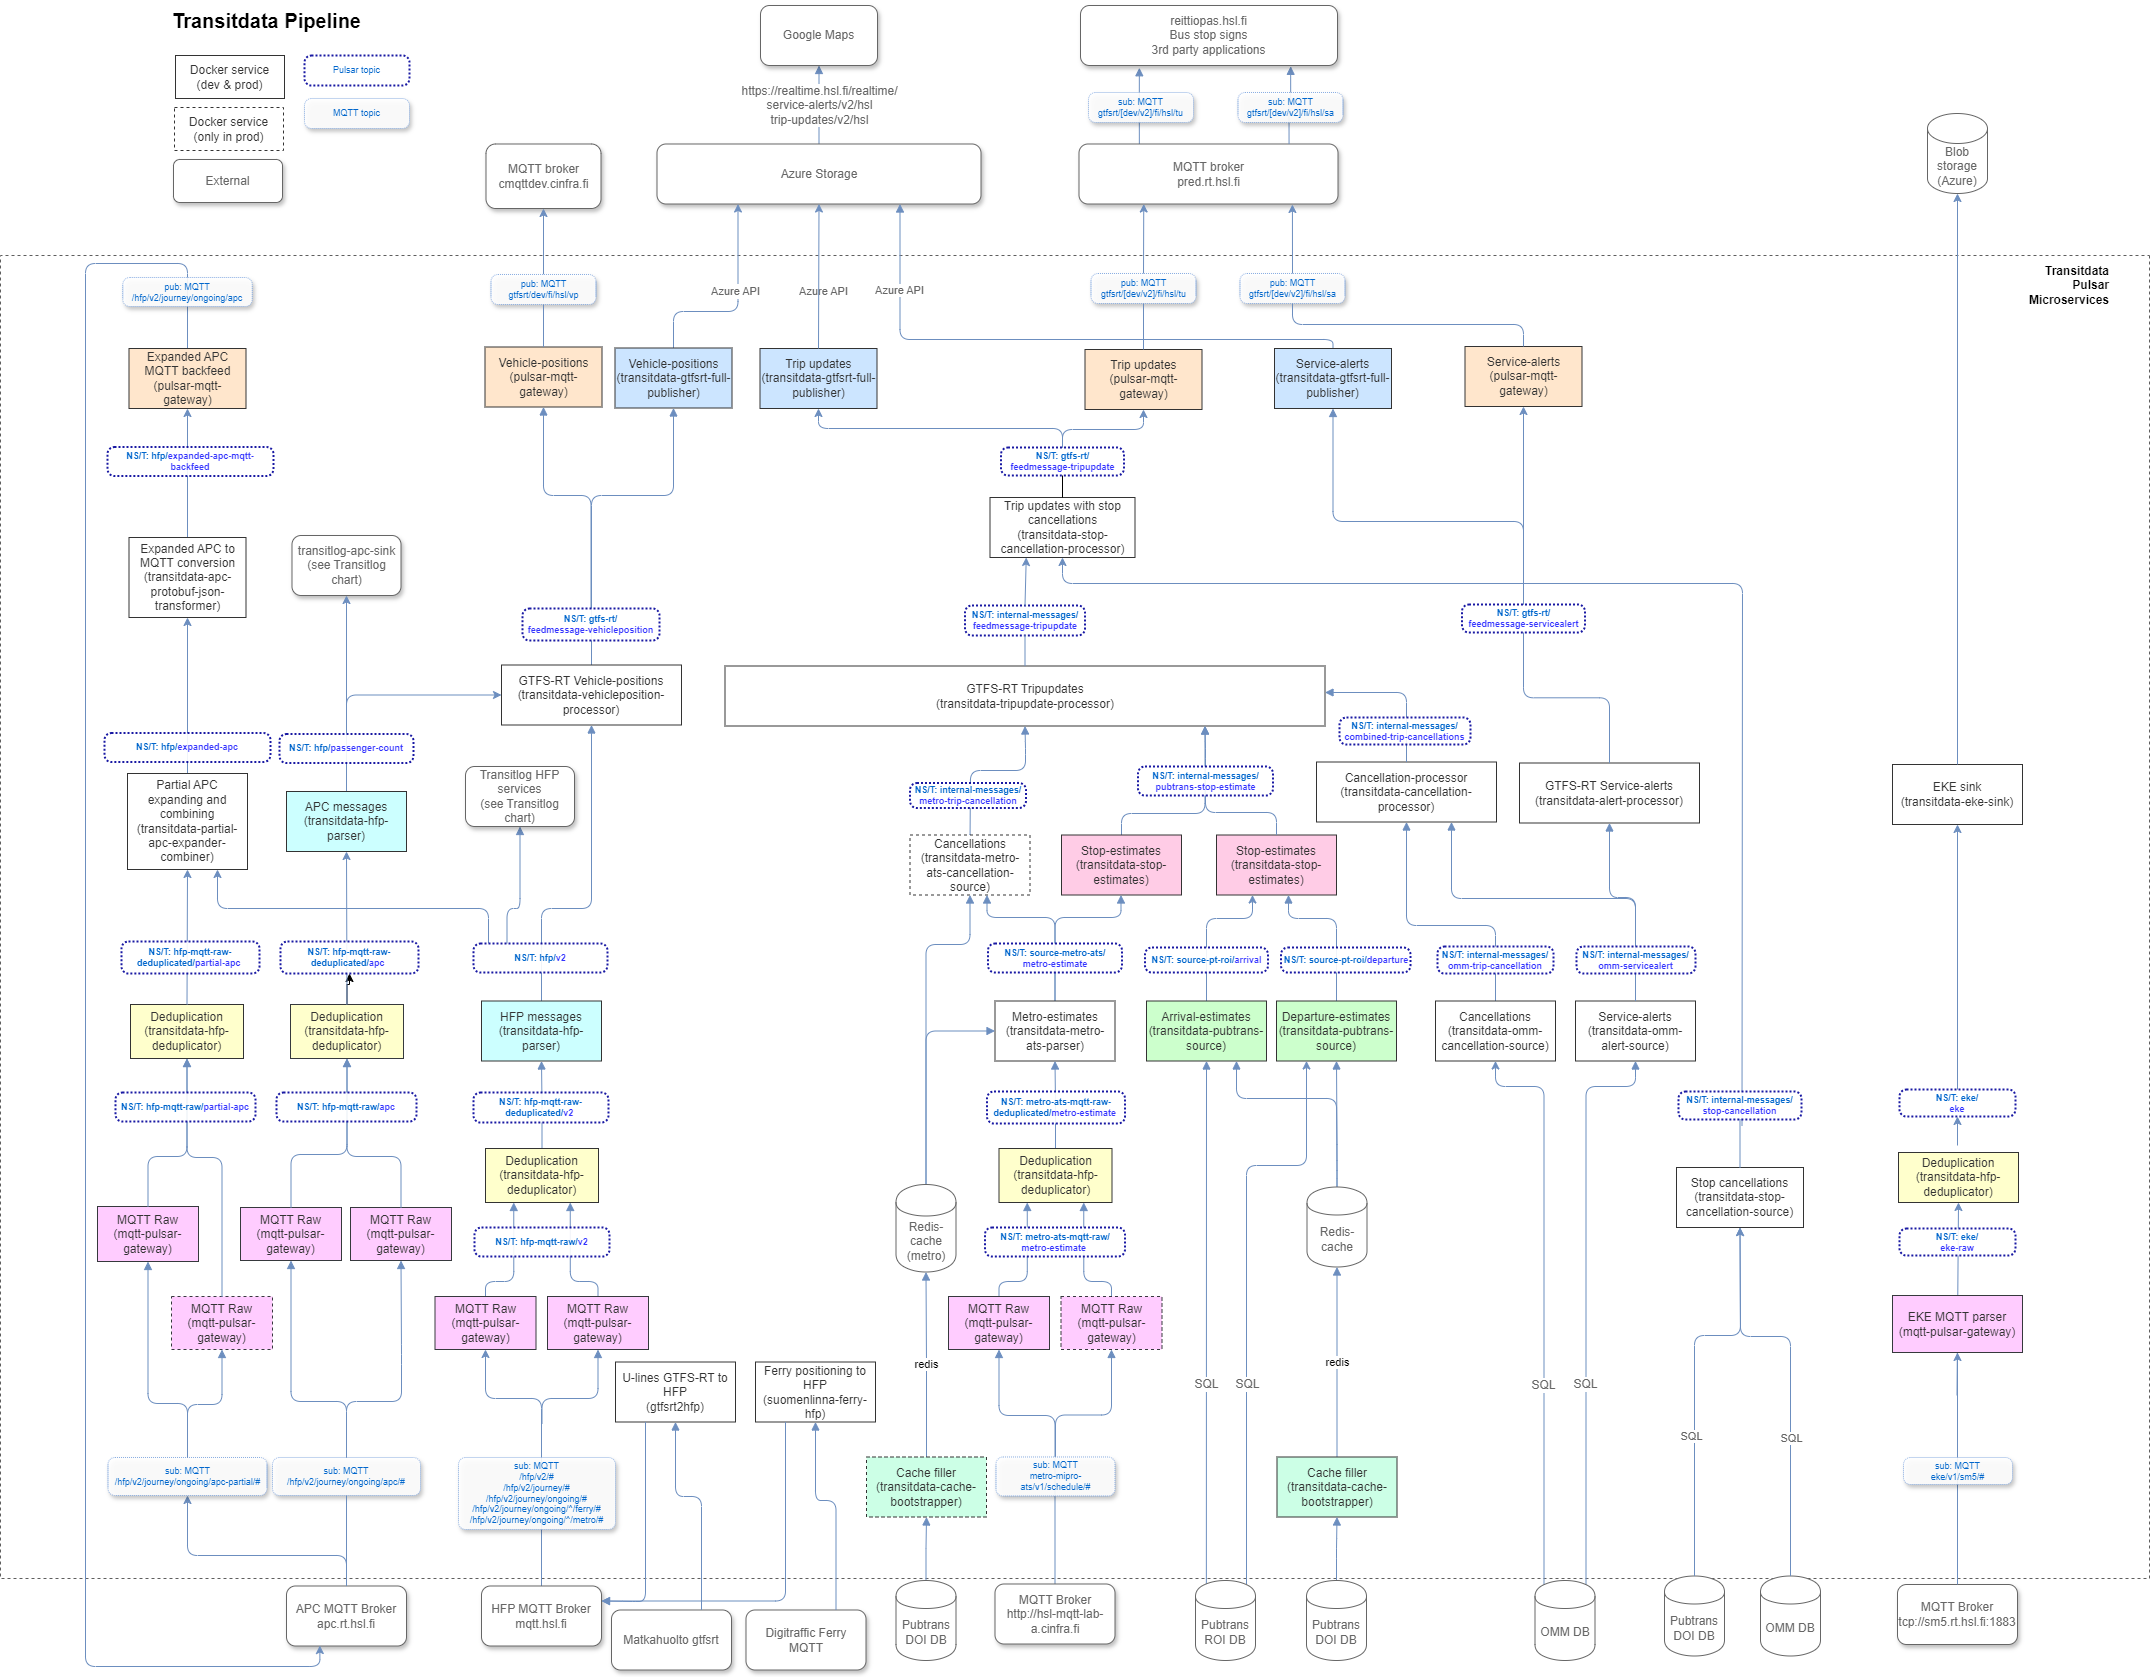 Transitdata Pipeline
Docker service
(dev & prod)
Pulsar topic
Docker service
(only in prod)
MQTT topic
External
Google Maps
reittiopas.hsl.fi
Bus stop signs
3rd party applications
https://realtime.hsl.fi/realtime/
service-alerts/v2/hsl
trip-updates/v2/hsl
sub: MQTT
gtfsrt/[dev/v2]/fi/hsl/tu
sub: MQTT
gtfsrt/[dev/v2]/fi/hsl/sa
MQTT broker
cmqttdev.cinfra.fi
Azure Storage
MQTT broker
pred.rt.hsl.fi
Blob
storage
(Azure)
Transitdata
Pulsar
Microservices
pub: MQTT
/hfp/v2/journey/ongoing/apc
pub: MQTT
gtfsrt/dev/fi/hsl/vp
Azure API
Azure API
Azure API
pub: MQTT
gtfsrt/[dev/v2]/fi/hsl/tu
pub: MQTT
gtfsrt/[dev/v2]/fi/hsl/sa
Expanded APC
MQTT backfeed
(pulsar-mqtt-
gateway)
Vehicle-positions
(pulsar-mqtt-
gateway)
Vehicle-positions
(transitdata-gtfsrt-full-
publisher)
Trip updates
(transitdata-gtfsrt-full-
publisher)
Trip updates
(pulsar-mqtt-
gateway)
Service-alerts
(transitdata-gtfsrt-full-
publisher)
Service-alerts
(pulsar-mqtt-
gateway)
NS/T: hfp/expanded-apc-mqtt-
backfeed
NS/T: gtfs-rt/
feedmessage-tripupdate
Trip updates with stop
cancellations
(transitdata-stop-
cancellation-processor)
Expanded APC to
MQTT conversion
(transitdata-apc-
protobuf-json-
transformer)
transitlog-apc-sink
(see Transitlog
chart)
NS/T: gtfs-rt/
feedmessage-vehicleposition
NS/T: internal-messages/
feedmessage-tripupdate
NS/T: gtfs-rt/
feedmessage-servicealert
GTFS-RT Vehicle-positions
(transitdata-vehicleposition-
processor)
GTFS-RT Tripupdates
(transitdata-tripupdate-processor)
NS/T: internal-messages/
combined-trip-cancellations
NS/T: hfp/expanded-apc
NS/T: hfp/passenger-count
Partial APC
expanding and
combining
(transitdata-partial-
apc-expander-
combiner)
APC messages
(transitdata-hfp-
parser)
Transitlog HFP
services
(see Transitlog
chart)
NS/T: internal-messages/
metro-trip-cancellation
NS/T: internal-messages/
pubtrans-stop-estimate
Cancellation-processor
(transitdata-cancellation-
processor)
GTFS-RT Service-alerts
(transitdata-alert-processor)
EKE sink
(transitdata-eke-sink)
Cancellations
(transitdata-metro-
ats-cancellation-
source)
Stop-estimates
(transitdata-stop-
estimates)
Stop-estimates
(transitdata-stop-
estimates)
NS/T: hfp-mqtt-raw-
deduplicated/partial-apc
NS/T: hfp-mqtt-raw-
deduplicated/apc
NS/T: hfp/v2
NS/T: source-metro-ats/
metro-estimate
NS/T: source-pt-roi/arrival
NS/T: source-pt-roi/departure
NS/T: internal-messages/
omm-trip-cancellation
NS/T: internal-messages/
omm-servicealert
Deduplication
(transitdata-hfp-
deduplicator)
Deduplication
(transitdata-hfp-
deduplicator)
HFP messages
(transitdata-hfp-
parser)
Metro-estimates
(transitdata-metro-
ats-parser)
Arrival-estimates
(transitdata-pubtrans-
source)
Departure-estimates
(transitdata-pubtrans-
source)
Cancellations
(transitdata-omm-
cancellation-source)
Service-alerts
(transitdata-omm-
alert-source)
NS/T: hfp-mqtt-raw/partial-apc
NS/T: hfp-mqtt-raw/apc
NS/T: hfp-mqtt-raw-
deduplicated/v2
NS/T: metro-ats-mqtt-raw-
deduplicated/metro-estimate
NS/T: internal-messages/
stop-cancellation
NS/T: eke/
eke
Deduplication
(transitdata-hfp-
deduplicator)
Deduplication
(transitdata-hfp-
deduplicator)
Stop cancellations
(transitdata-stop-
cancellation-source)
Deduplication
(transitdata-hfp-
deduplicator)
MQTT Raw
(mqtt-pulsar-
gateway)
MQTT Raw
(mqtt-pulsar-
gateway)
MQTT Raw
(mqtt-pulsar-
gateway)
NS/T: hfp-mqtt-raw/v2
Redis-
cache
(metro)
NS/T: metro-ats-mqtt-raw/
metro-estimate
Redis-
cache
NS/T: eke/
eke-raw
MQTT Raw
(mqtt-pulsar-
gateway)
MQTT Raw
(mqtt-pulsar-
gateway)
MQTT Raw
(mqtt-pulsar-
gateway)
MQTT Raw
(mqtt-pulsar-
gateway)
MQTT Raw
(mqtt-pulsar-
gateway)
EKE MQTT parser
(mqtt-pulsar-gateway)
U-lines GTFS-RT to
HFP
(gtfsrt2hfp)
Ferry positioning to
HFP
(suomenlinna-ferry-
hfp)
redis
redis
SQL
SQL
SQL
SQL
SQL
SQL
sub: MQTT
/hfp/v2/journey/ongoing/apc-partial/#
sub: MQTT
/hfp/v2/journey/ongoing/apc/#
sub: MQTT
/hfp/v2/#
/hfp/v2/journey/#
/hfp/v2/journey/ongoing/#
/hfp/v2/journey/ongoing/^/ferry/#
/hfp/v2/journey/ongoing/^/metro/#
Cache filler
(transitdata-cache-
bootstrapper)
sub: MQTT
metro-mipro-
ats/v1/schedule/#
Cache filler
(transitdata-cache-
bootstrapper)
sub: MQTT
eke/v1/sm5/#
APC MQTT Broker
apc.rt.hsl.fi
HFP MQTT Broker
mqtt.hsl.fi
Matkahuolto gtfsrt
Digitraffic Ferry
MQTT
Pubtrans
DOI DB
MQTT Broker
http://hsl-mqtt-lab-
a.cinfra.fi
Pubtrans
ROI DB
Pubtrans
DOI DB
OMM DB
Pubtrans
DOI DB
OMM DB
MQTT Broker
tcp://sm5.rt.hsl.fi:1883